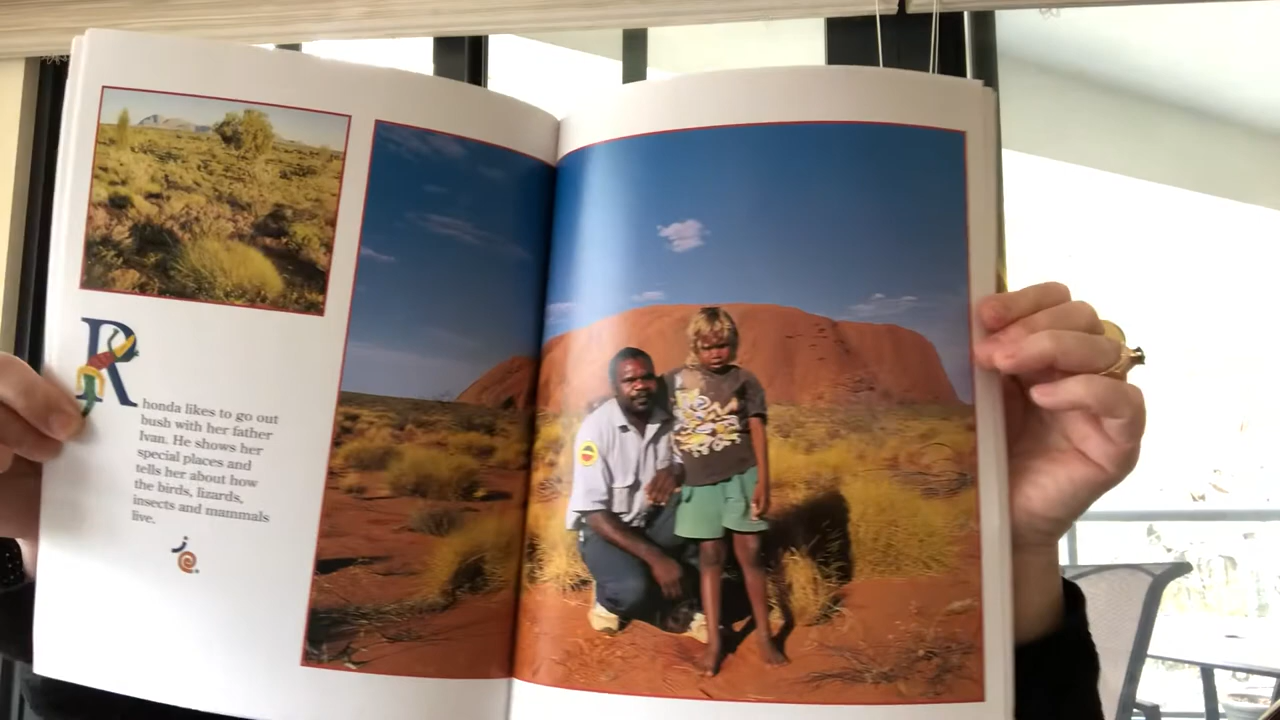 Rhonda likes to go out
bush with her father
Ivan. He shows her
special places and
tells her about how
the birds, lizards,
insects and mammals
live.